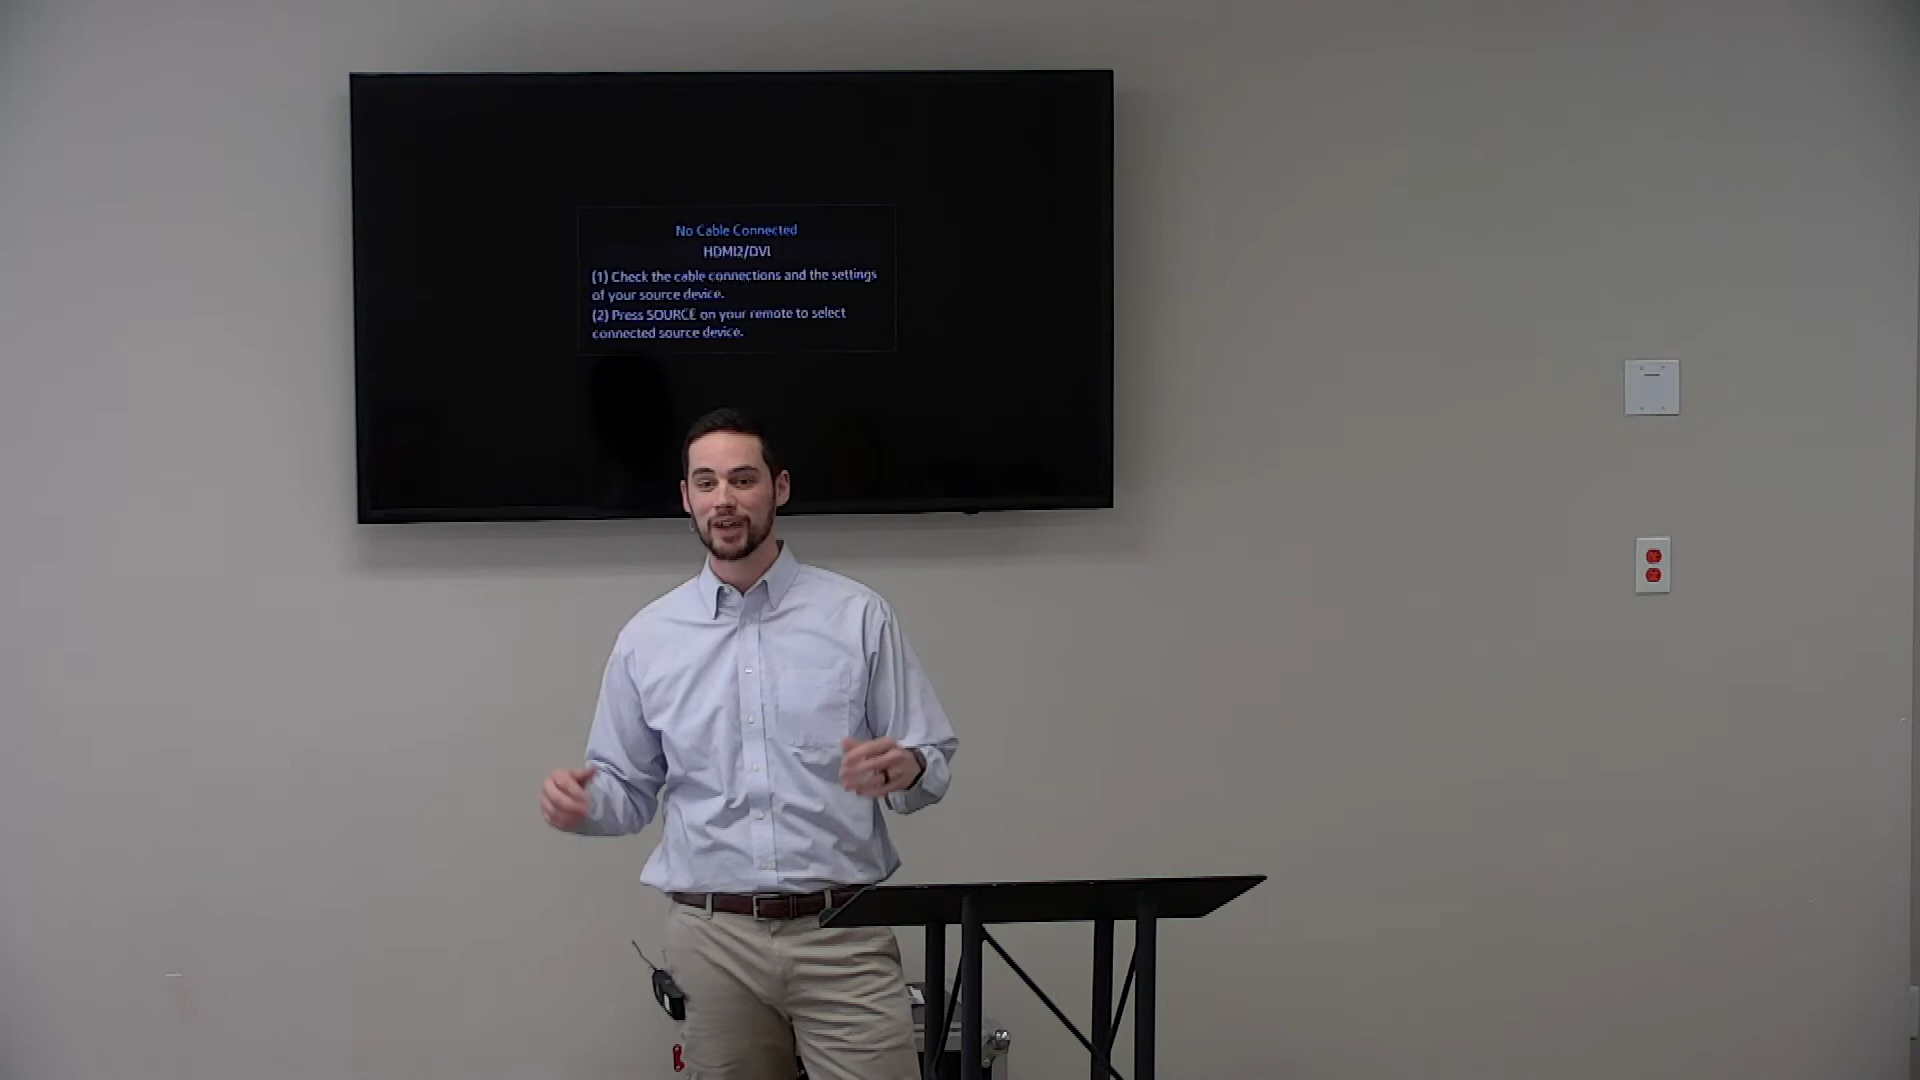 No Cable Connected
HDMI2/DVI
(1) Check the cable connections and the settings
of your source device.
(2) Press SOURCE on your remote to select
connected source device.